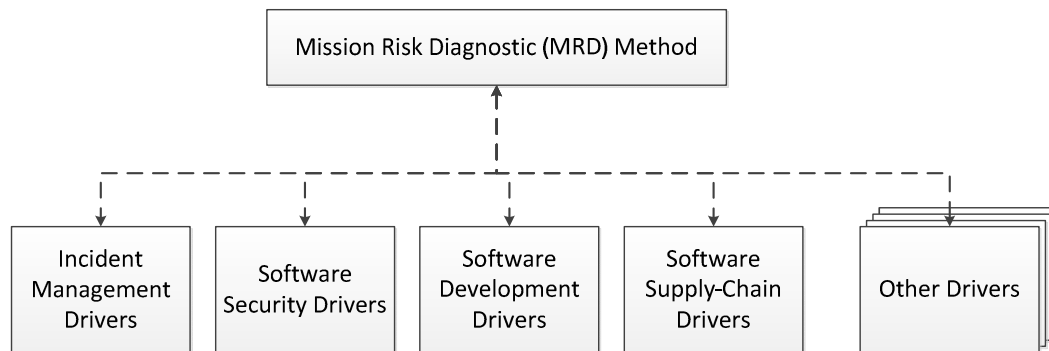 Mission Risk Diagnostic (MRD) Method
Incident
Management
Drivers
Software
Security Drivers
Software
Development
Drivers
Software
Supply-Chain
Drivers
Other Drivers